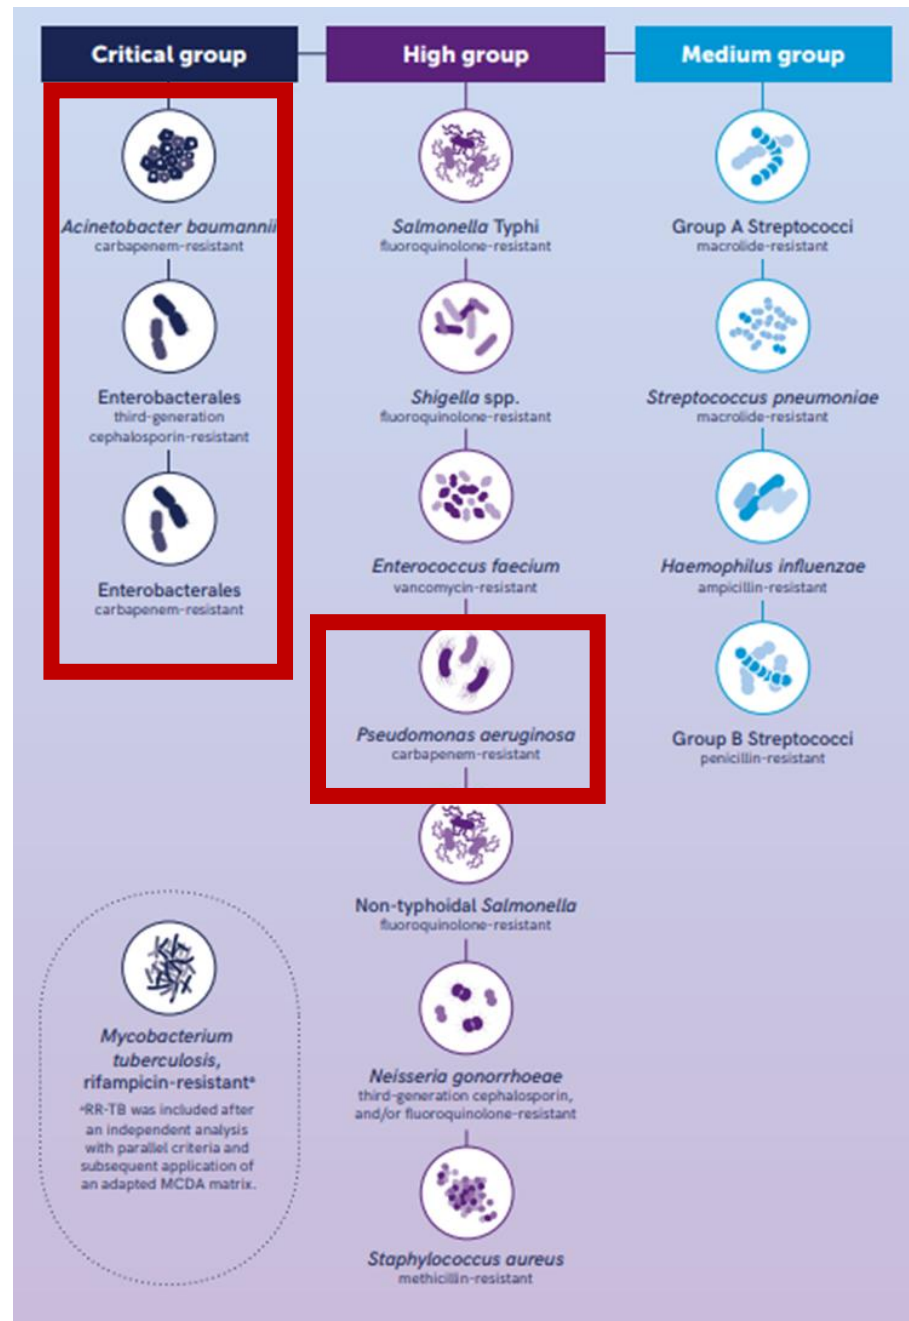 Critical group
High group
Medium group
Acinetobacter baumannii
carbapenem-resistant
Enterobacterales
third-generation
cephalosporin-resistant
Enterobacterales
carbapenem-resistant
Mycobacterium
tuberculosis,
rifampicin-resistantᵃ
ᵃRR-TB was included after
an independent analysis
with parallel criteria and
subsequent application of
an adapted MCDA matrix.
Salmonella Typhi
fluoroquinolone-resistant
Shigella spp.
fluoroquinolone-resistant
Enterococcus faecium
vancomycin-resistant
Pseudomonas aeruginosa
carbapenem-resistant
Non-typhoidal Salmonella
fluoroquinolone-resistant
Neisseria gonorrhoeae
third-generation cephalosporin,
and/or fluoroquinolone-resistant
Staphylococcus aureus
methicillin-resistant
Group A Streptococci
macrolide-resistant
Streptococcus pneumoniae
macrolide-resistant
Haemophilus influenzae
ampicillin-resistant
Group B Streptococci
penicillin-resistant